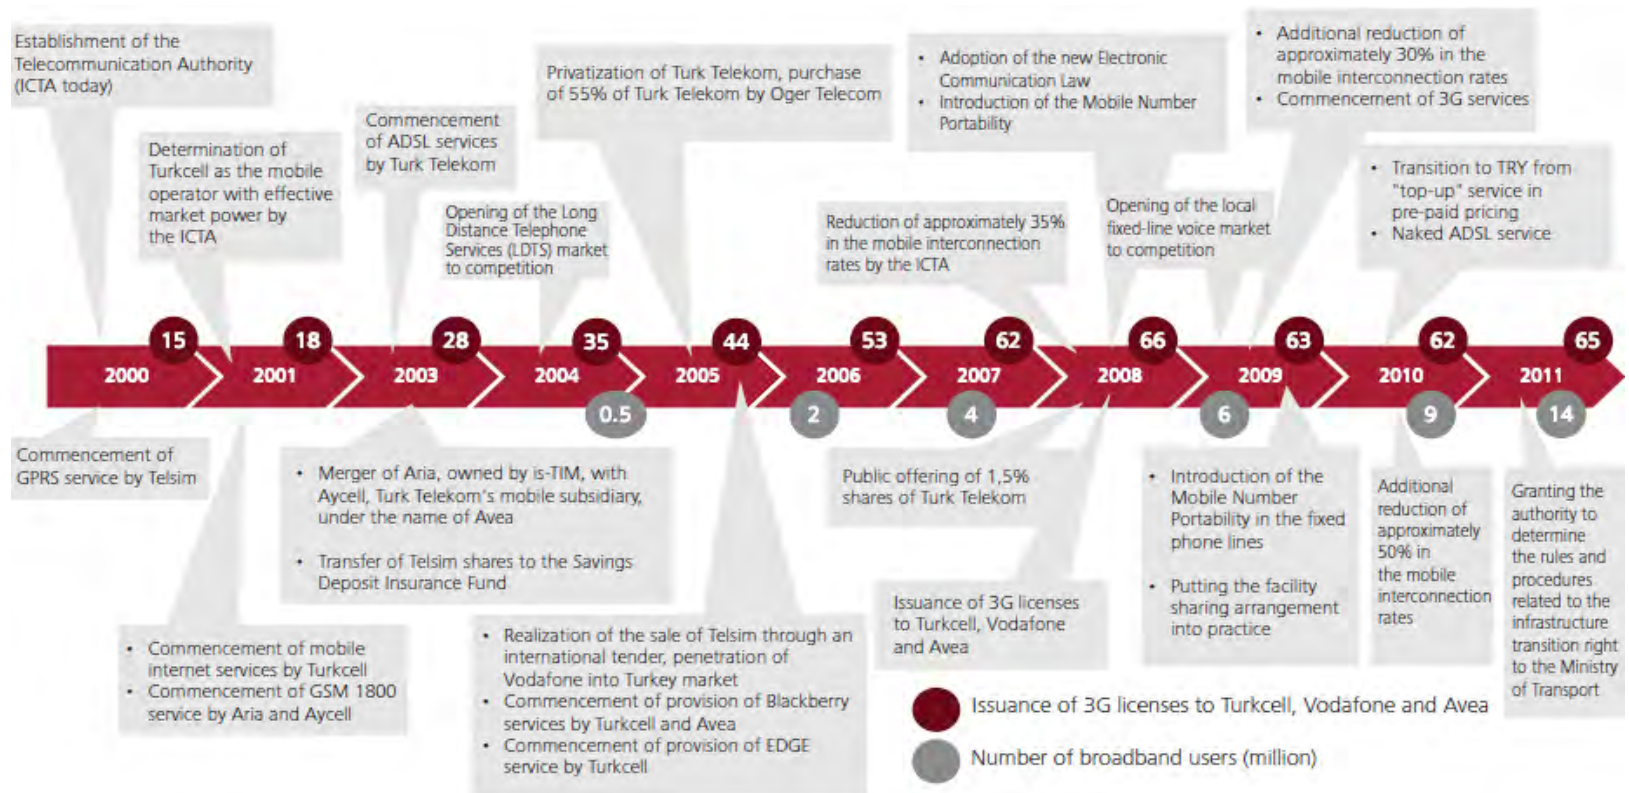 Establishment of the
Telecommunication Authority
(ICTA today)
Determination of
Turkcell as the mobile
operator with effective
market power by
the ICTA
Commencement
of ADSL services
by Turk Telekom
Opening of the Long
Distance Telephone
Services (LDTS) market
to competition
Privatization of Turk Telekom, purchase
of 55% of Turk Telekom by Oger Telecom
Reduction of approximately 35%
in the mobile interconnection
rates by the ICTA
• Adoption of the new Electronic
Communication Law
• Introduction of the Mobile Number
Portability
Opening of the local
fixed-line voice market
to competition
• Additional reduction of
approximately 30% in the
mobile interconnection rates
• Commencement of 3G services
• Transition to TRY from
"top-up" service in
pre-paid pricing
• Naked ADSL service
15
18
28
35
44
53
62
66
63
62
65
2000
2001
2003
2004
2005
2006
2007
2008
2009
2010
2011
0.5
2
4
6
9
14
Commencement of
GPRS service by Telsim
• Commencement of mobile
internet services by Turkcell
• Commencement of GSM 1800
service by Aria and Aycell
• Merger of Aria, owned by is-TIM, with
Aycell, Turk Telekom's mobile subsidiary,
under the name of Avea
• Transfer of Telsim shares to the Savings
Deposit Insurance Fund
• Realization of the sale of Telsim through an
international tender, penetration of
Vodafone into Turkey market
• Commencement of provision of Blackberry
services by Turkcell and Avea
• Commencement of provision of EDGE
service by Turkcell
Public offering of 1,5%
shares of Turk Telekom
Issuance of 3G licenses
to Turkcell, Vodafone
and Avea
• Introduction of the
Mobile Number
Portability in the fixed
phone lines
• Putting the facility
sharing arrangement
into practice
Additional
reduction of
approximately
50% in
the mobile
interconnection
rates
Granting the
authority to
determine
the rules and
procedures
related to the
infrastructure
transition right
to the Ministry
of Transport
Issuance of 3G licenses to Turkcell, Vodafone and Avea
Number of broadband users (million)